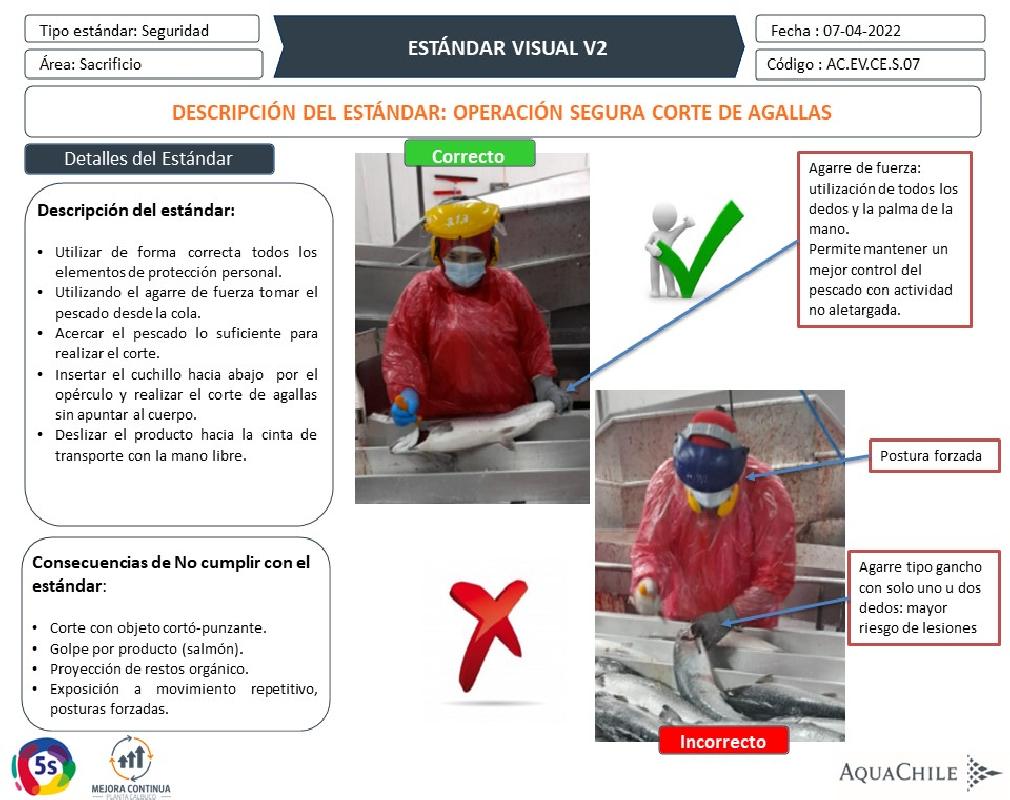 Tipo estándar: Seguridad
Área: Sacrificio
ESTÁNDAR VISUAL V2
Fecha : 07-04-2022
Código : AC.EV.CE.S.07
DESCRIPCIÓN DEL ESTÁNDAR: OPERACIÓN SEGURA CORTE DE AGALLAS
Detalles del Estándar
Descripción del estándar:
• Utilizar de forma correcta todos los
elementos de protección personal.
• Utilizando el agarre de fuerza tomar el
pescado desde la cola.
• Acercar el pescado lo suficiente para
realizar el corte.
• Insertar el cuchillo hacia abajo por el
opérculo y realizar el corte de agallas
sin apuntar al cuerpo.
• Deslizar el producto hacia la cinta de
transporte con la mano libre.
Consecuencias de No cumplir con el
estándar:
• Corte con objeto cortó-punzante.
• Golpe por producto (salmón).
• Proyección de restos orgánico.
• Exposición a movimiento repetitivo,
posturas forzadas.
Correcto
213
Agarre de fuerza:
utilización de todos los
dedos y la palma de la
mano.
Permite mantener un
mejor control del
pescado con actividad
no aletargada.
Postura forzada
Agarre tipo gancho
con solo uno u dos
dedos: mayor
riesgo de lesiones
Incorrecto
5s
MEJORA CONTINUA
PLANTA CALBUCO
AQUACHILE